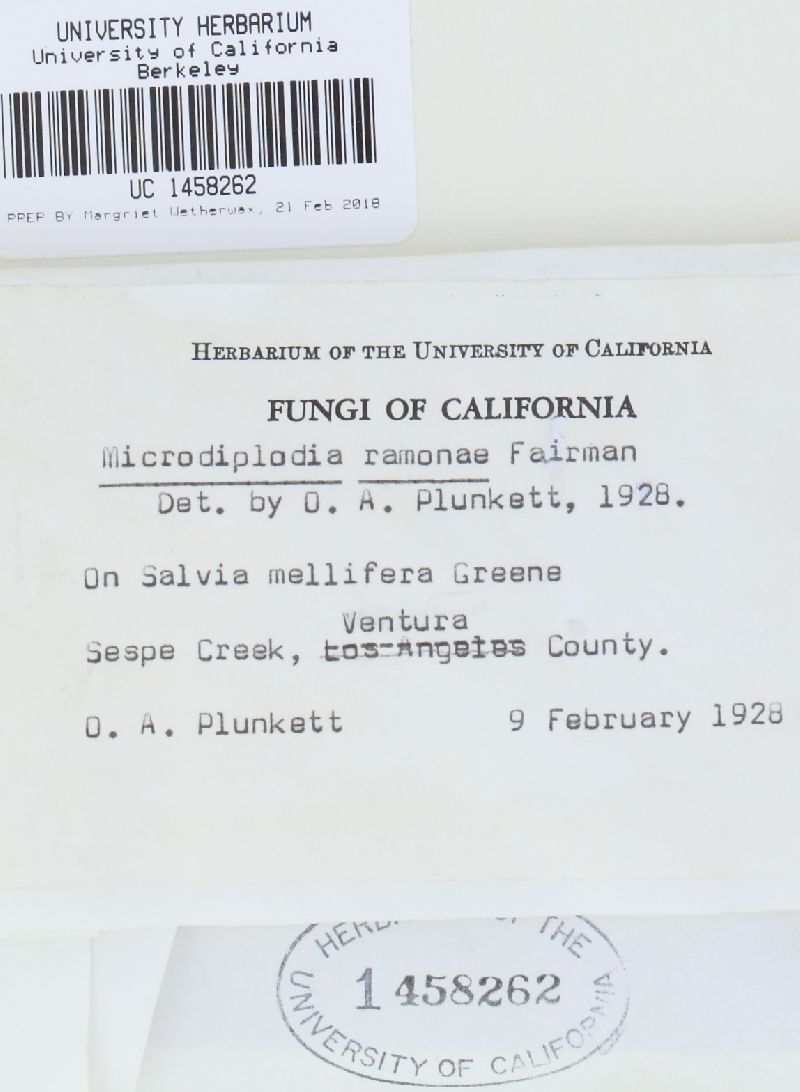 UNIVERSITY HERBARIUM
University of California
Berkeley
UC 1458262
PREP BY Margriet Wetherwax, 21 Feb 2018
HERBARIUM OF THE UNIVERSITY OF CALIFORNIA
FUNGI OF CALIFORNIA
Microdiplodia ramonae Fairman
Det. by O. A. Plunkett, 1928.
On Salvia mellifera Greene
Ventura
Sespe Creek, Los Angeles County.
O. A. Plunkett 9 February 1928
HERBARIUM OF THE
1458262
UNIVERSITY OF CALIFORNIA